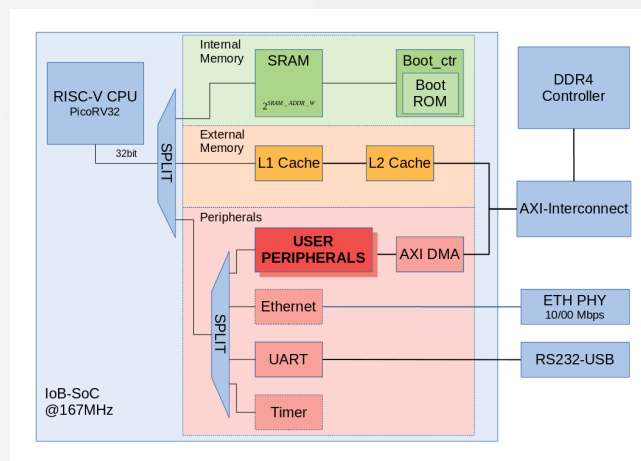 Internal
Memory
SRAM
2^SRAM_ADDR_W
Boot_ctr
Boot
ROM
RISC-V CPU
PicoRV32
32bit
SPLIT
External
Memory
L1 Cache
L2 Cache
DDR4
Controller
AXI-Interconnect
Peripherals
USER
PERIPHERALS
AXI DMA
SPLIT
Ethernet
ETH PHY
10/00 Mbps
UART
RS232-USB
Timer
IoB-SoC
@167MHz